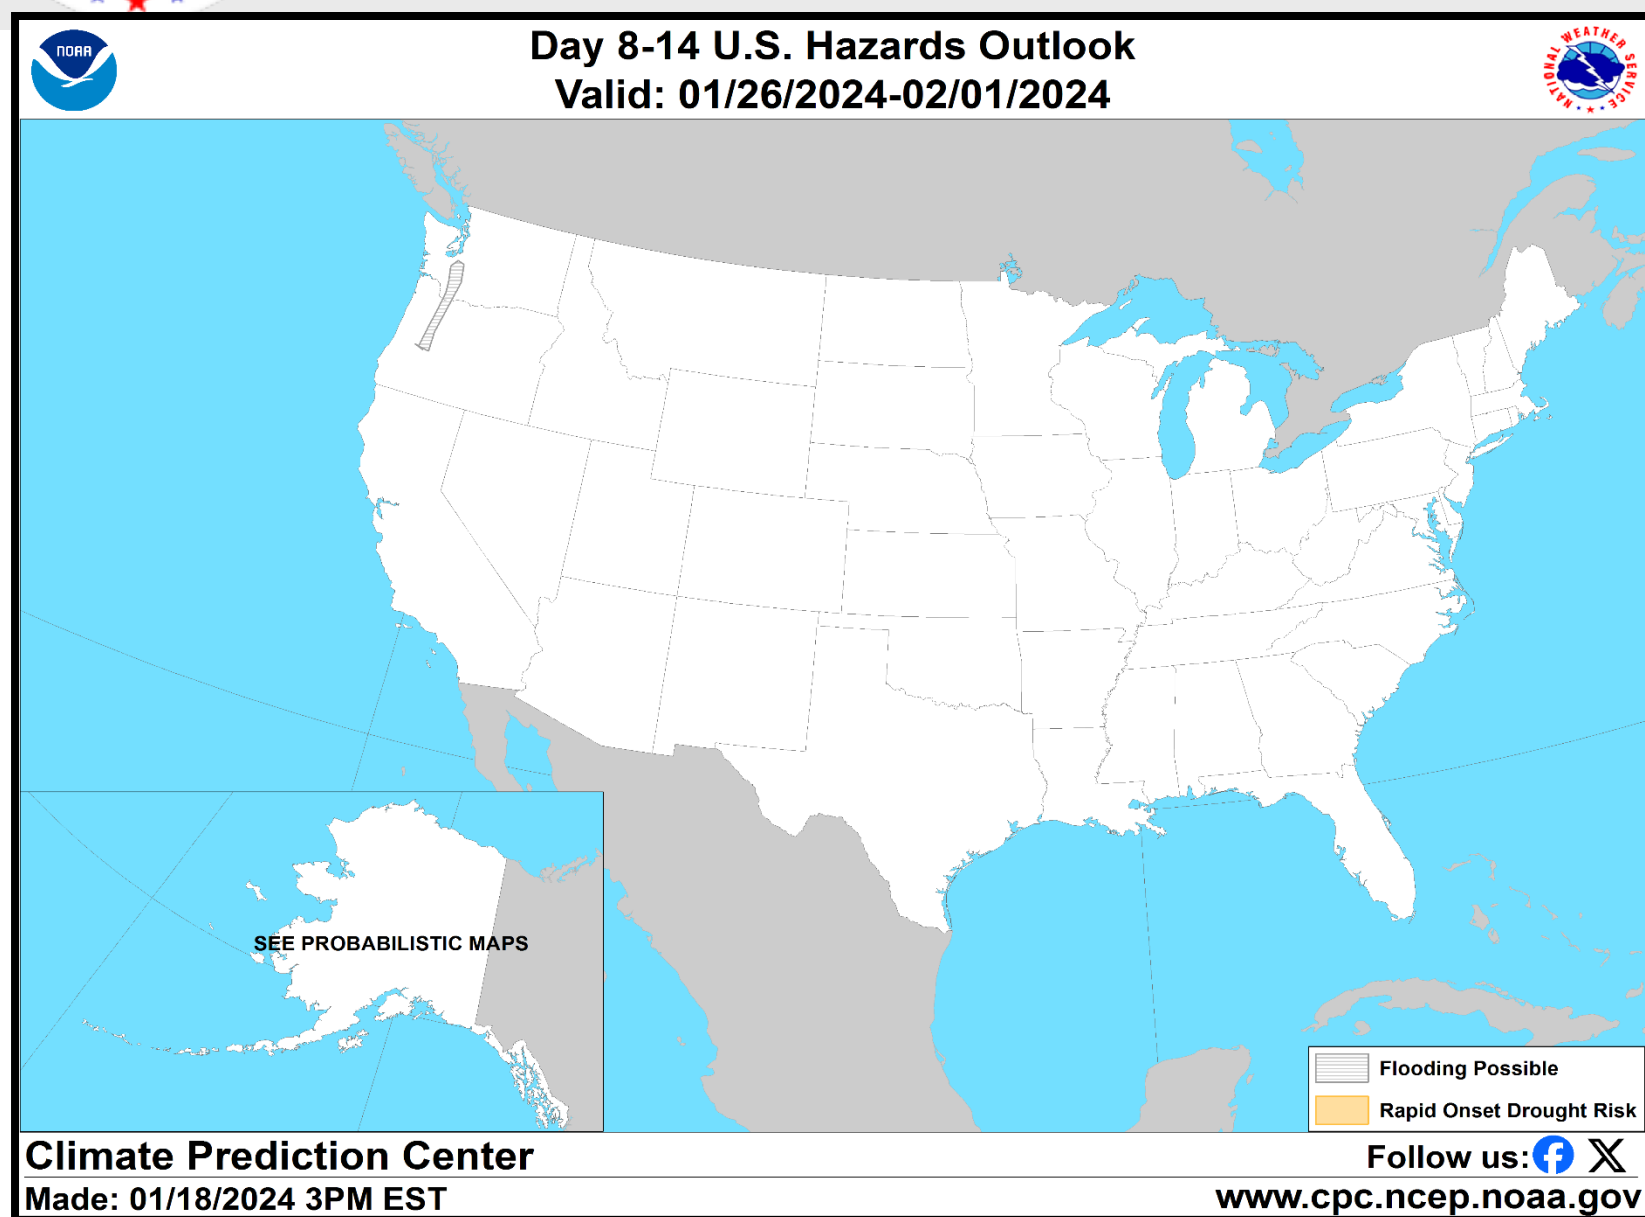 NOAA
Day 8-14 U.S. Hazards Outlook
Valid: 01/26/2024-02/01/2024
NATIONAL WEATHER SERVICE
SEE PROBABILISTIC MAPS
Flooding Possible
Rapid Onset Drought Risk
Climate Prediction Center
Follow us:
Made: 01/18/2024 3PM EST
www.cpc.ncep.noaa.gov